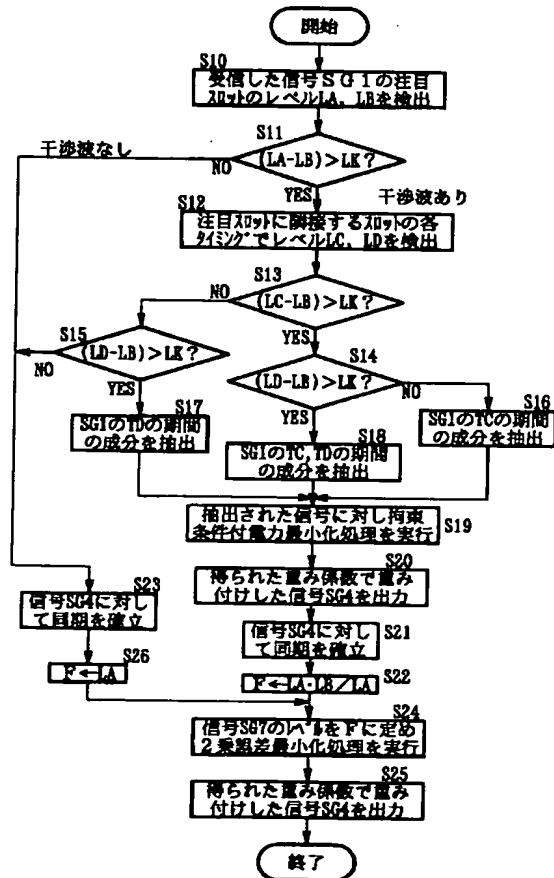 開始
S10
受信した信号SG1の注目
スロットのレベルLA、LBを検出
S11
干渉波なし
(LA-LB)>LK?
NO
YES
干渉波あり
S12
注目スロットに隣接するスロットの各
タイミングでレベルLC、LDを検出
S13
NO
(LC-LB)>LK?
S15
YES
S14
(LD-LB)>LK?
(LD-LB)>LK?
NO
NO
YES
S17
YES
S16
SG1のTDの期間
の成分を抽出
S18
SG1のTCの期間
の成分を抽出
SG1のTC,TDの期間
の成分を抽出
抽出された信号に対し拘束
条件付電力最小化処理を実行
S19
S20
得られた重み係数で重み
付けした信号SG4を出力
S23
信号SG4に対し
て同期を確立
S21
信号SG4に対し
て同期を確立
S26
F←LA
S22
F←LA·LB/LA
S24
信号SG7のレベルをFに定め
2乗誤差最小化処理を実行
S25
得られた重み係数で重み
付けした信号SG4を出力
終了